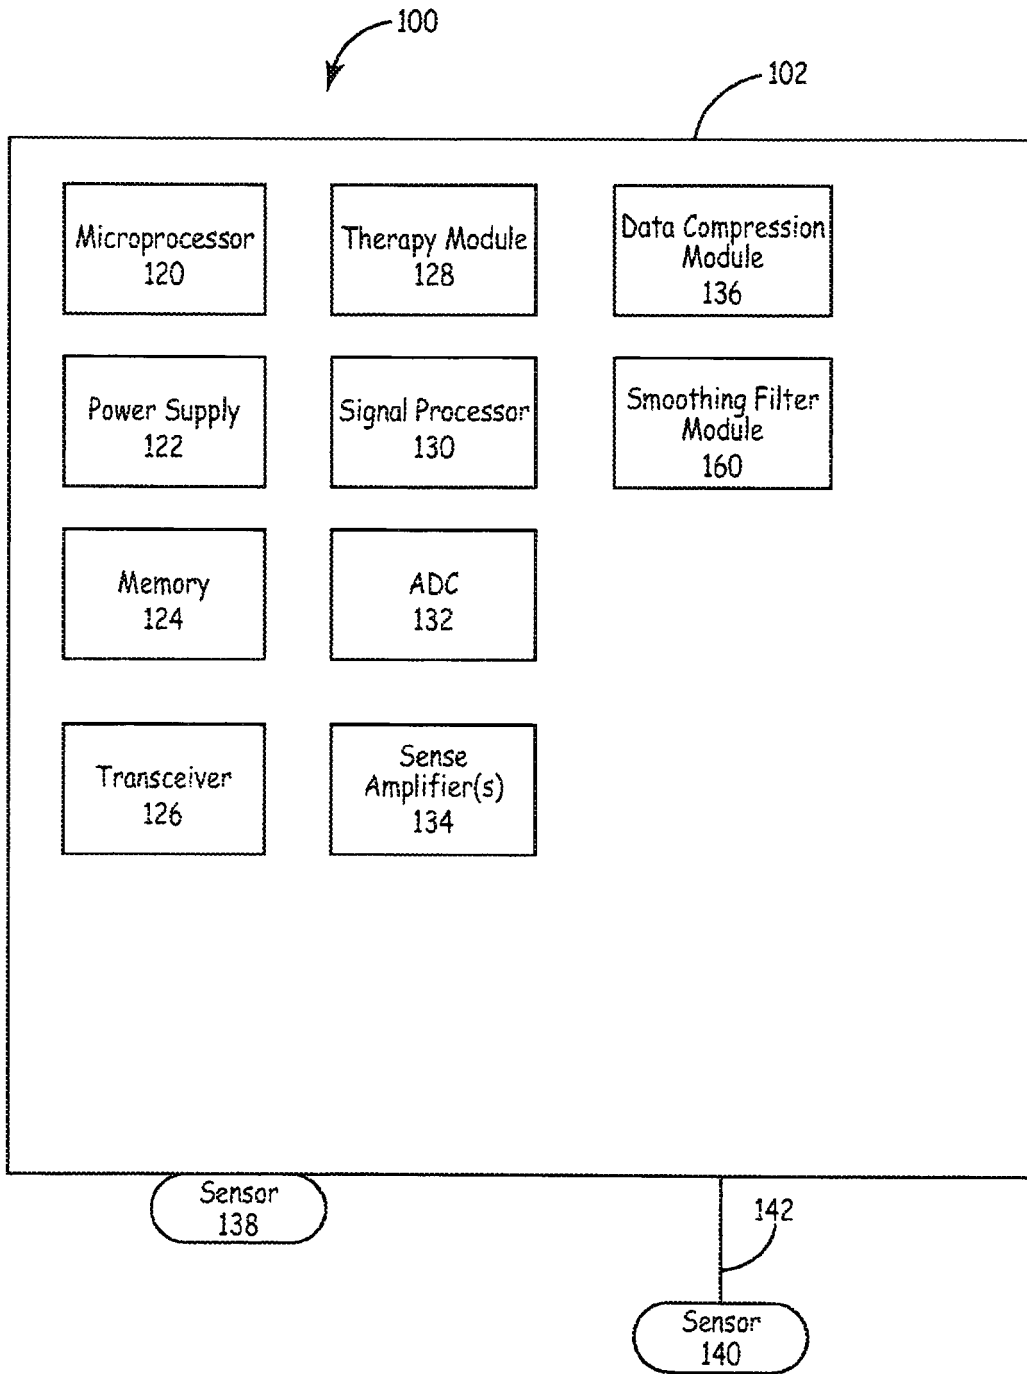 100
102
Microprocessor
120
Therapy Module
128
Data Compression
Module
136
Power Supply
122
Signal Processor
130
Smoothing Filter
Module
160
Memory
124
ADC
132
Transceiver
126
Sense
Amplifier(s)
134
Sensor
138
142
Sensor
140